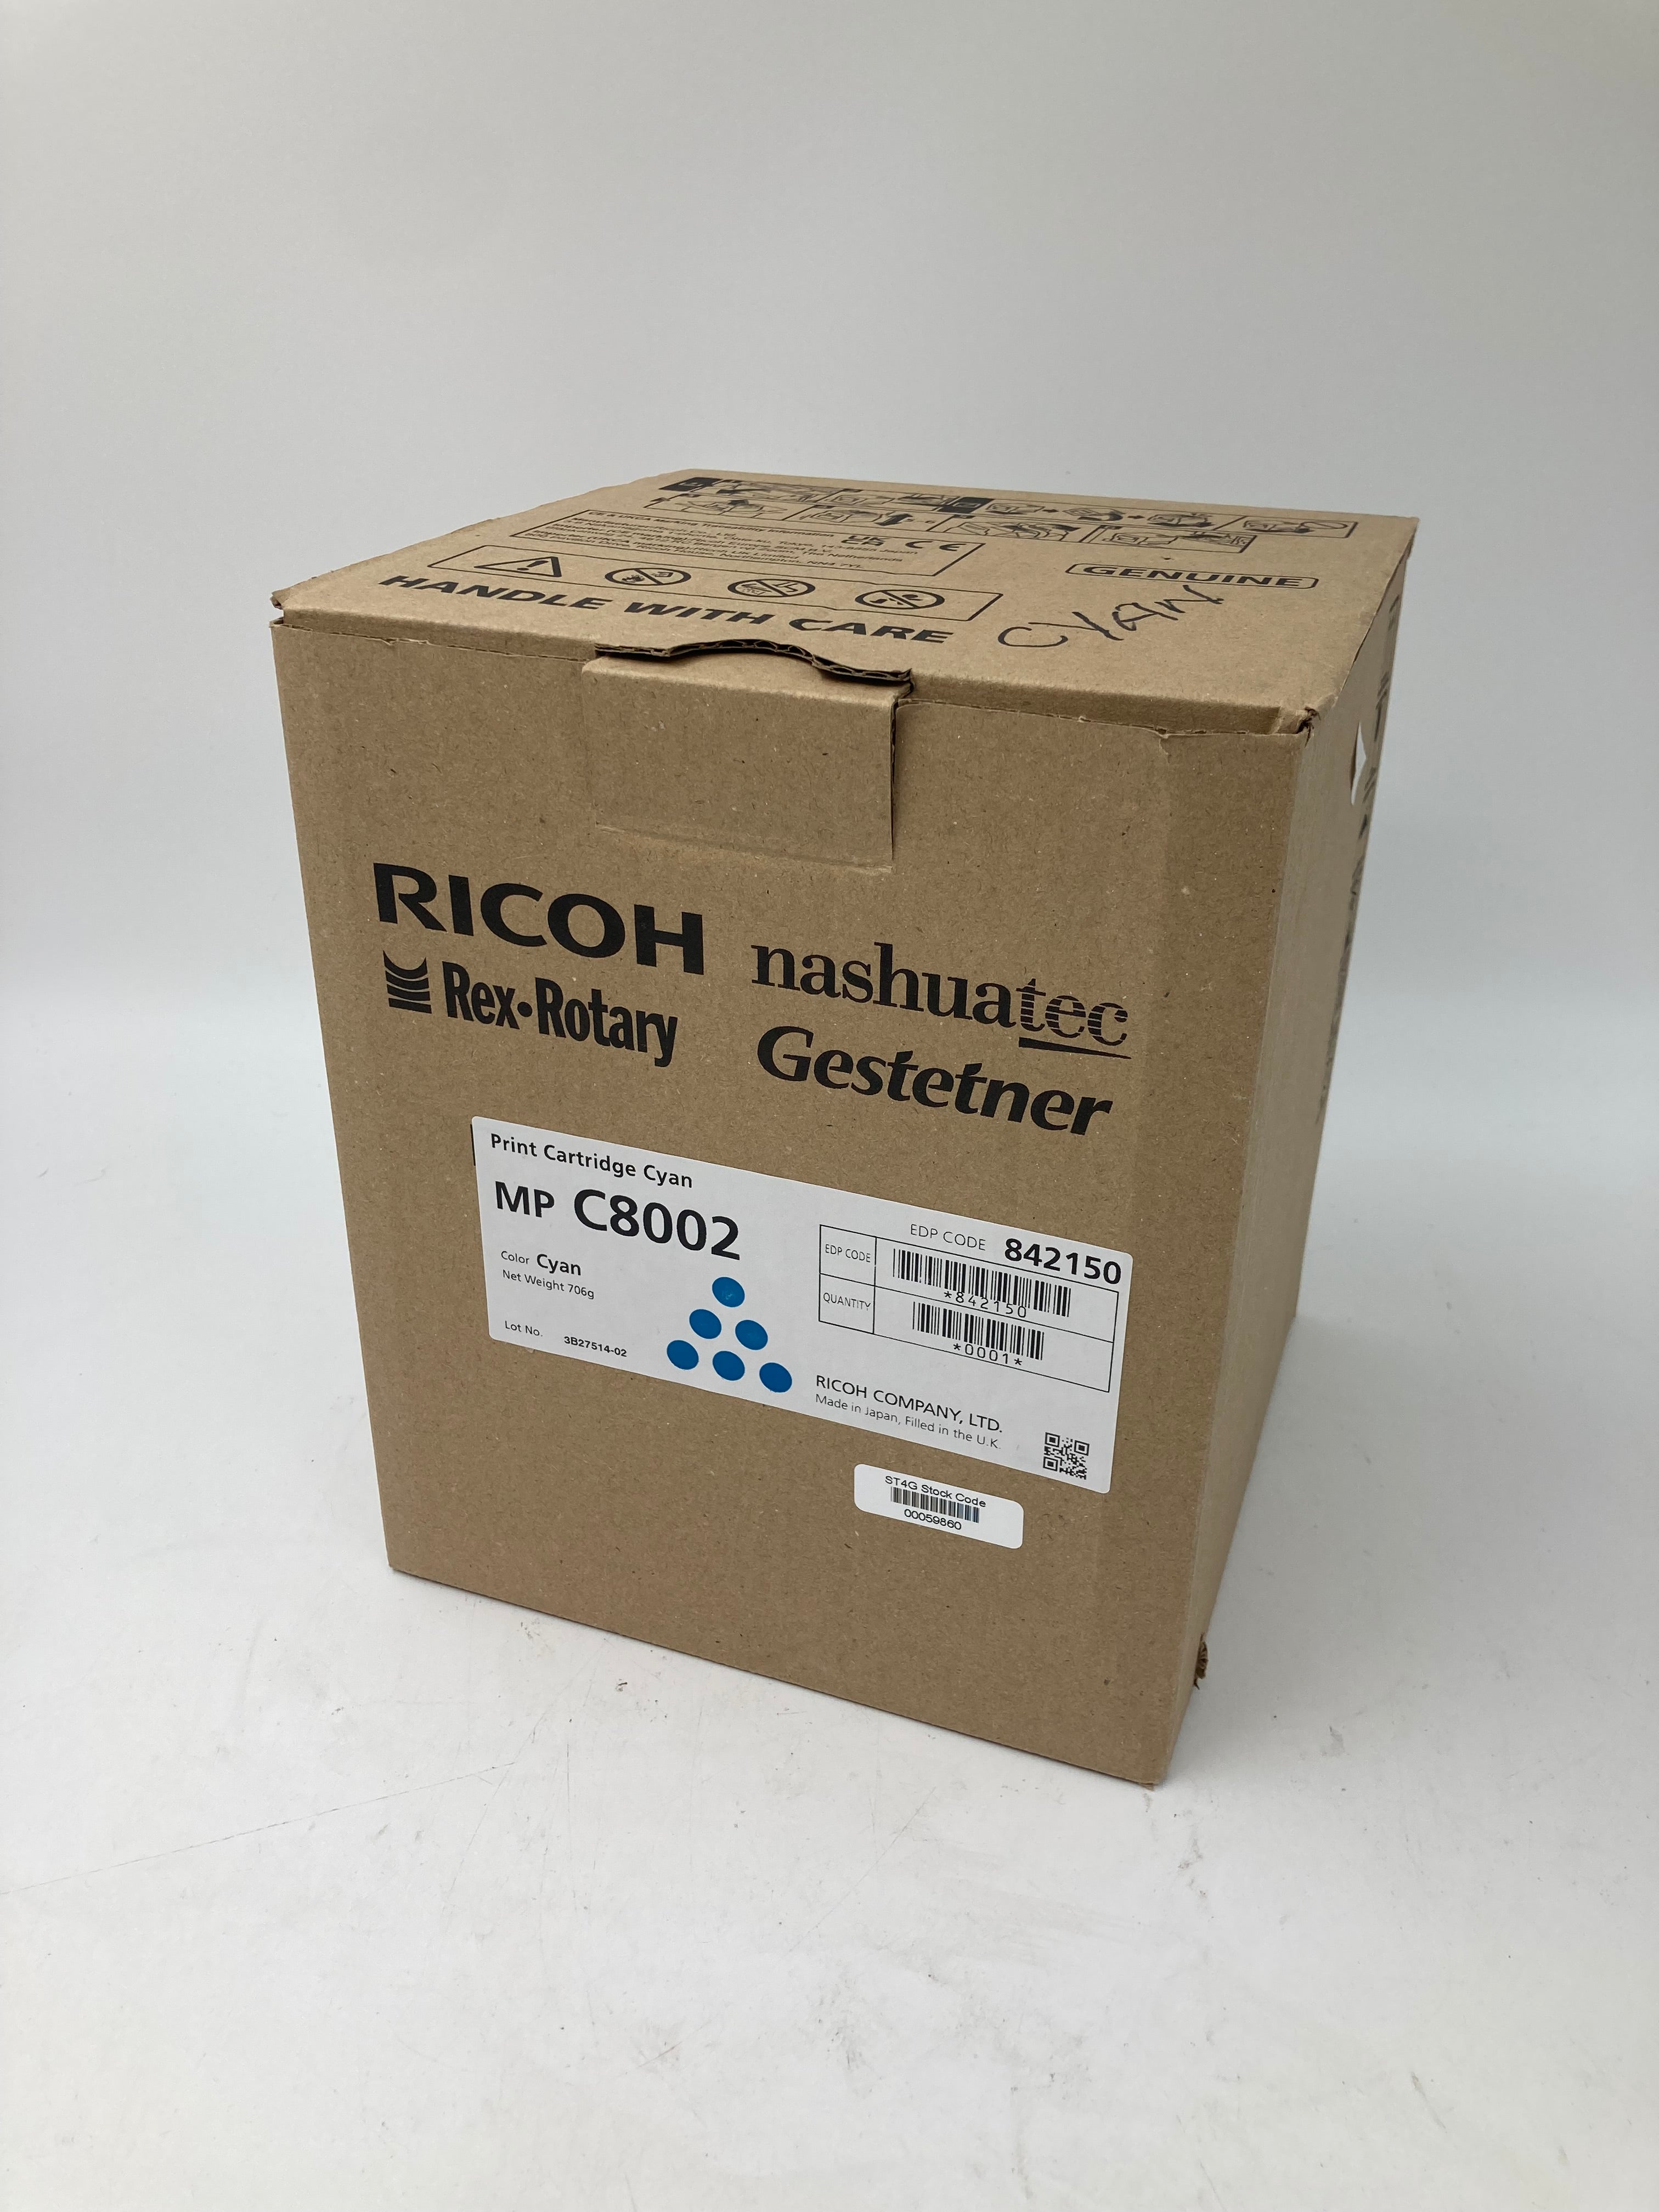 GENUINE
CYAN
HANDLE WITH CARE
RICOH
nashuatec
Rex•Rotary
Gestetner
Print Cartridge Cyan
MP C8002
Color Cyan
Net Weight 706g
Lot No. 3B27514-02
EDP CODE 842150
EDP CODE
*842150
QUANTITY
*0001*
RICOH COMPANY, LTD.
Made in Japan, Filled in the U.K.
ST4G Stock Code
00059860